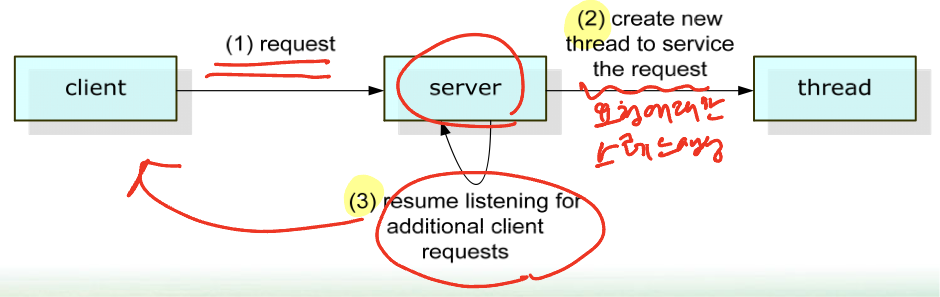 (1) request
(2) create new
thread to service
the request
client
server
thread
요청에 대한
스레드 생성
(3) resume listening for
additional client
requests